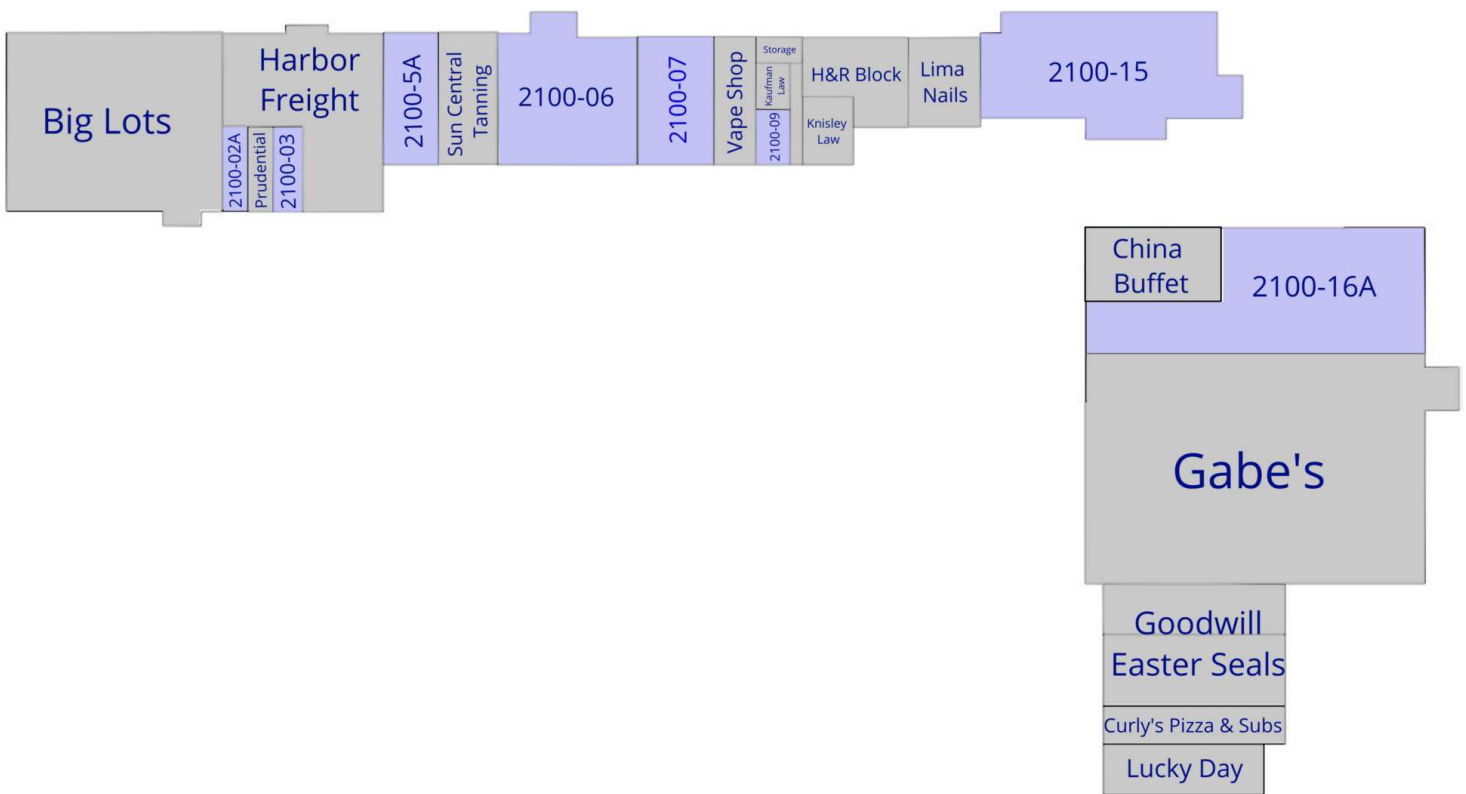 Big Lots
Harbor
Freight
2100-02A
Prudential
2100-03
2100-5A
Sun Central
Tanning
2100-06
2100-07
Vape Shop
Storage
Kaufman
Law
2100-09
H&R Block
Knisley
Law
Lima
Nails
2100-15
China
Buffet
2100-16A
Gabe's
Goodwill
Easter Seals
Curly's Pizza & Subs
Lucky Day